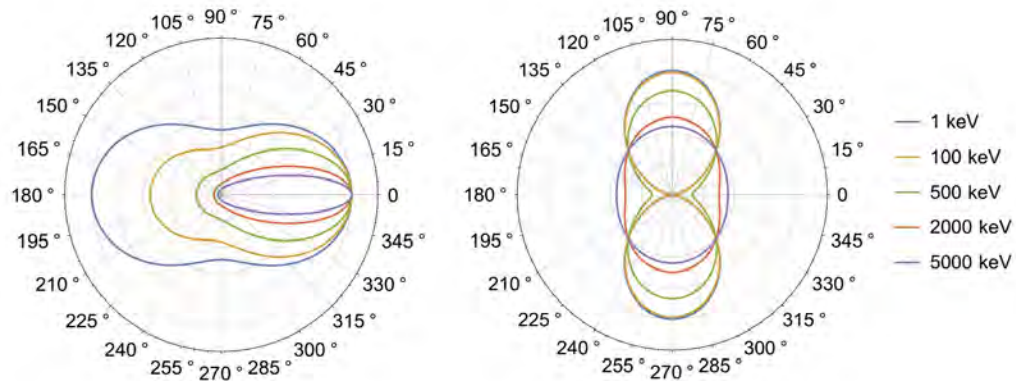 105 ° 90 ° 75 °
120 ° 60 °
135 ° 45 °
150 ° 30 °
165 ° 15 °
180 ° 0
195 ° 345 °
210 ° 330 °
225 ° 315 °
240 ° 300 °
255 ° 270 ° 285 °
105 ° 90 ° 75 °
120 ° 60 °
135 ° 45 °
150 ° 30 °
165 ° 15 °
180 ° 0
195 ° 345 °
210 ° 330 °
225 ° 315 °
240 ° 300 °
255 ° 270 ° 285 °
1 keV
100 keV
500 keV
2000 keV
5000 keV